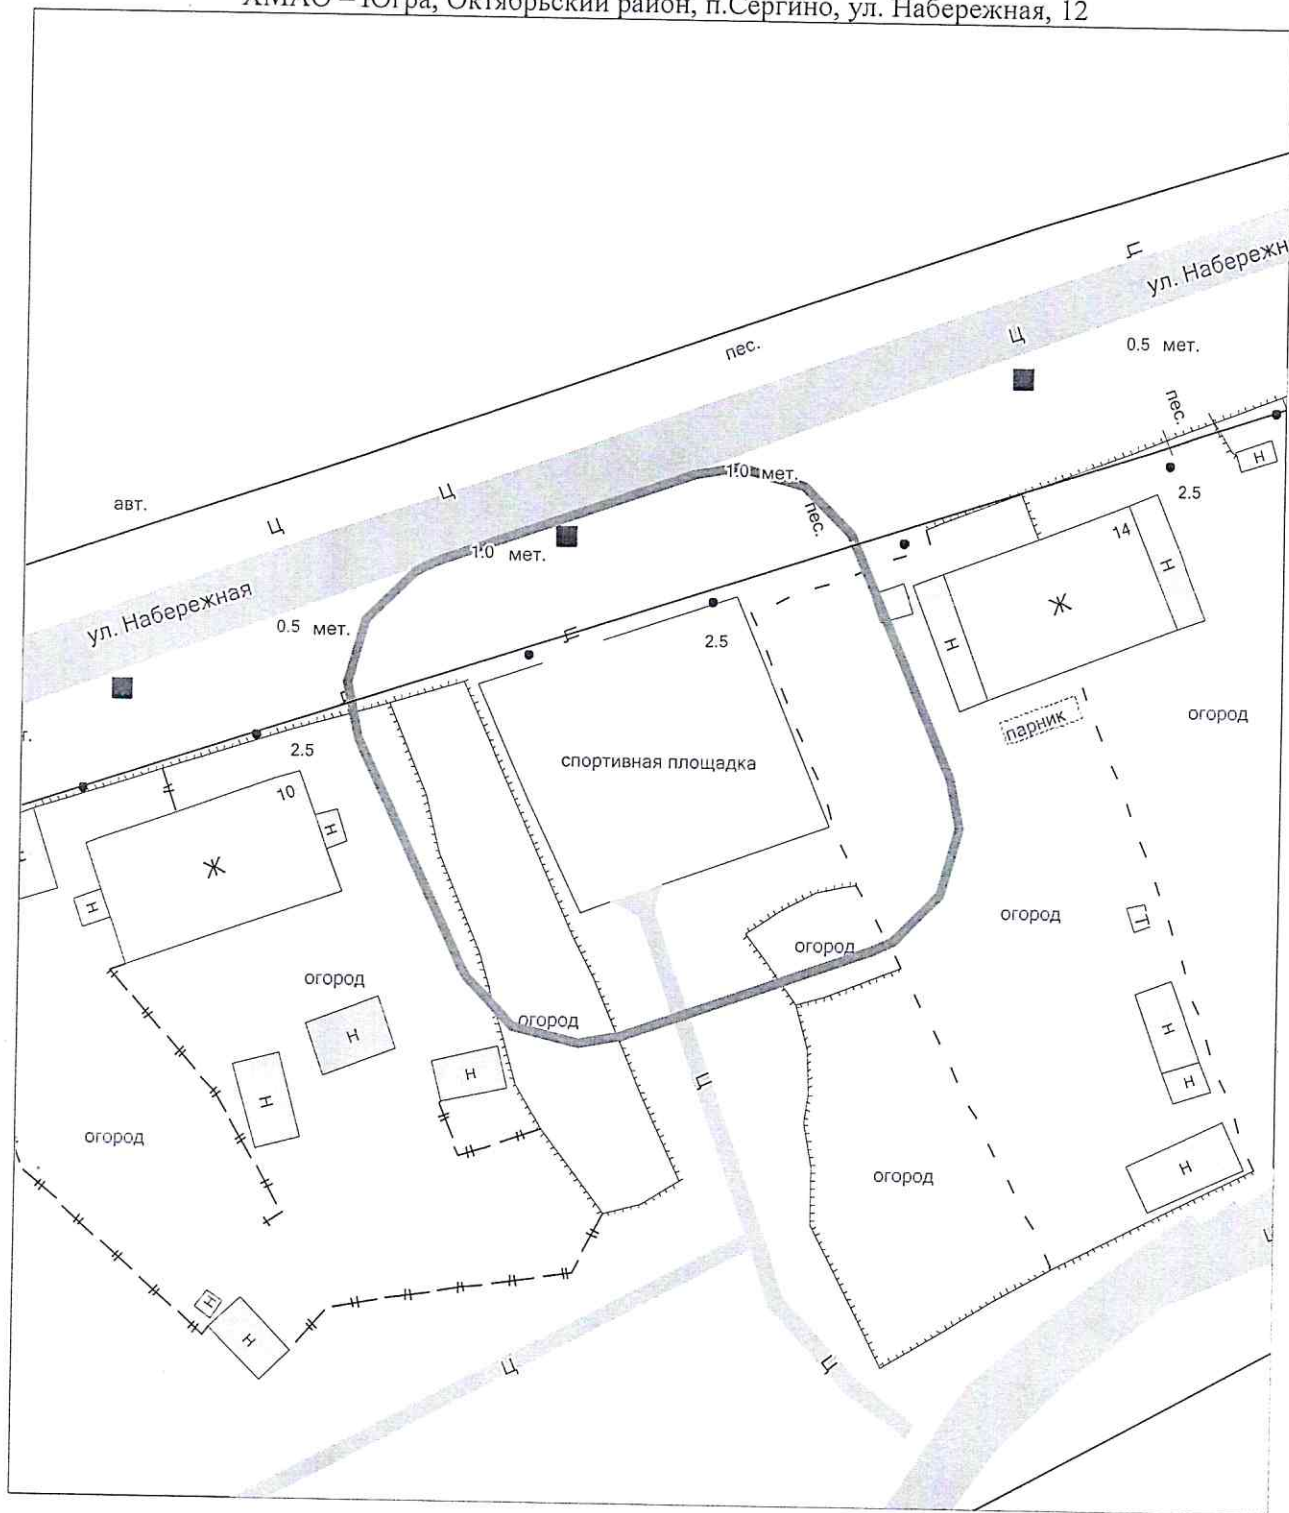 ХМАО – Югра, Октябрьский район, п.Сергино, ул. Набережная, 12
Ц
ул. Набережн
пес.
Ц
0.5 мет.
пес.
Н
1.0 мет.
2.5
авт.
Ц
Ц
пес.
14
Н
1.0 мет.
ул. Набережная
0.5 мет.
Ц
2.5
Ж
Н
парник
огород
2.5
спортивная площадка
10
Н
Ж
Н
огород
Т
огород
огород
огород
Н
Н
Н
Н
Н
Ц
Н
огород
огород
Н
Ц
Н
Н
Ц
Ц